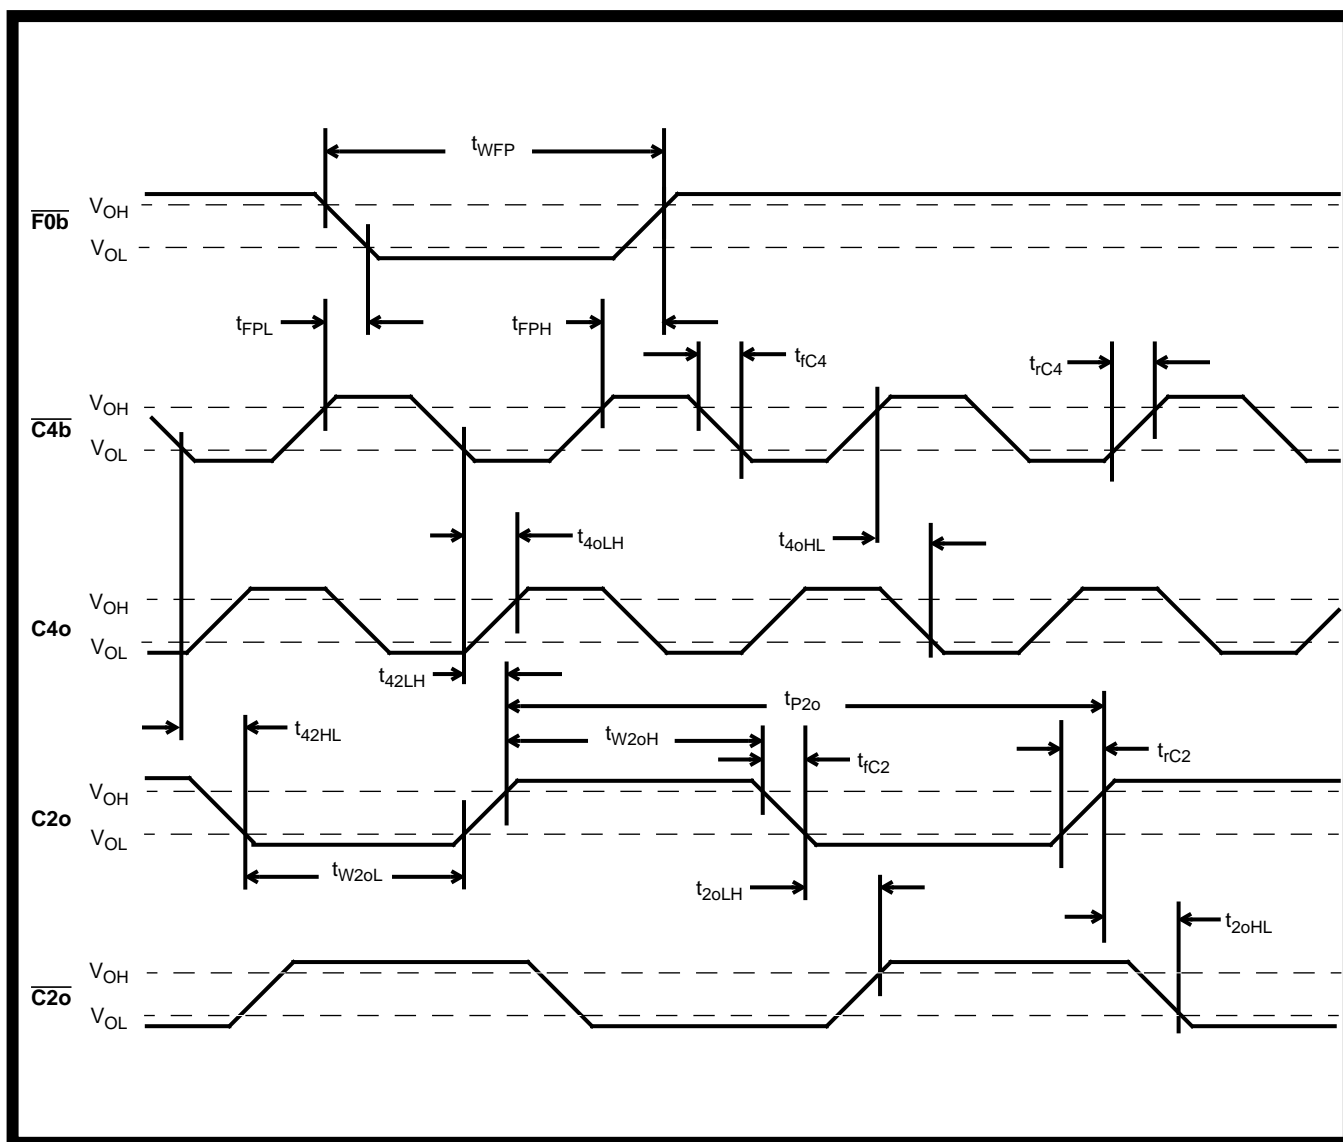 tWFP
VOH
F0b
VOL
tFPL
tFPH
tfC4
trC4
VOH
C4b
VOL
t4oLH
t4oHL
VOH
C4o
VOL
t42LH
tP2o
t42HL
tW2oH
tfC2
trC2
VOH
C2o
VOL
tW2oL
t2oLH
t2oHL
VOH
C2o
VOL